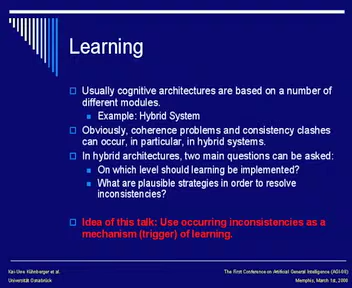 Learning
Usually cognitive architectures are based on a number of
different modules.
Example: Hybrid System
Obviously, coherence problems and consistency clashes
can occur, in particular, in hybrid systems.
In hybrid architectures, two main questions can be asked:
On which level should learning be implemented?
What are plausible strategies in order to resolve
inconsistencies?
Idea of this talk: Use occurring inconsistencies as a
mechanism (trigger) of learning.
Kai-Uwe Kühnberger et al.
The First Conference on Artificial General Intelligence (AGI-08)
Universität Osnabrück
Memphis, March 1st, 2008